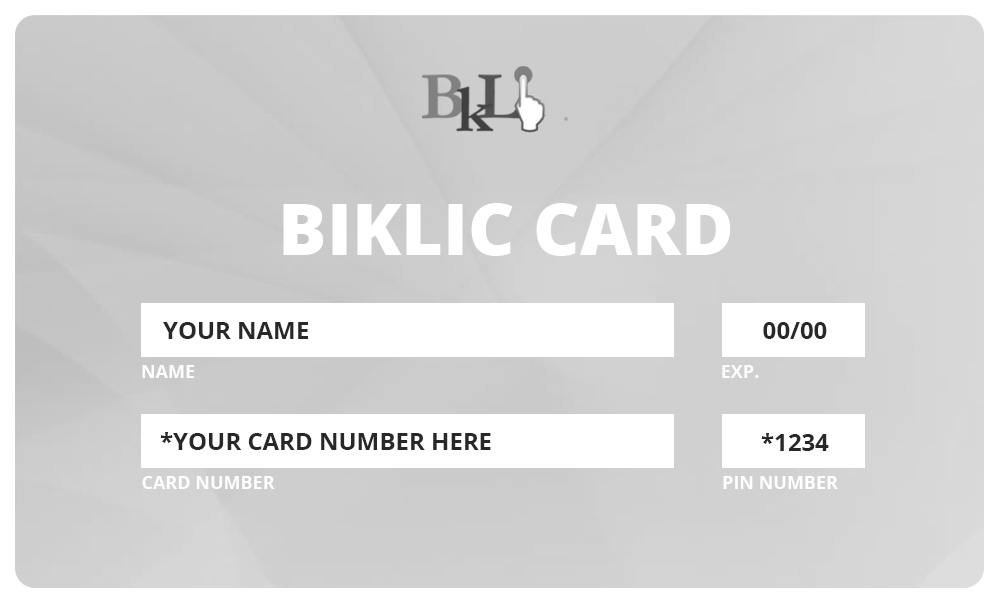 BkL
BIKLIC CARD
YOUR NAME
00/00
NAME
EXP.
*YOUR CARD NUMBER HERE
*1234
CARD NUMBER
PIN NUMBER